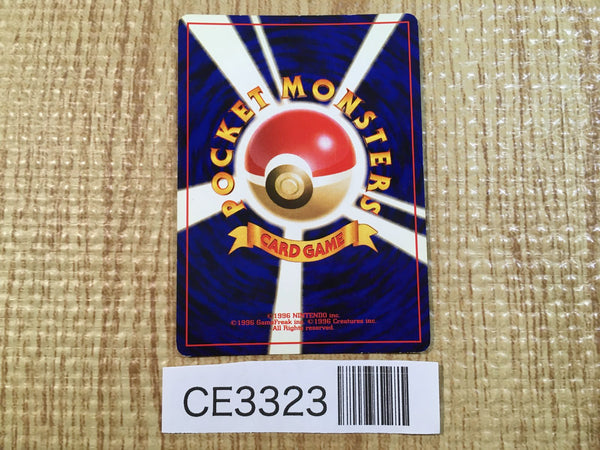 POCKET MONSTERS
CARD GAME
©1996 NINTENDO inc.
©1996 GameFreak inc. ©1996 Creatures inc.
All Rights reserved.
CE3323